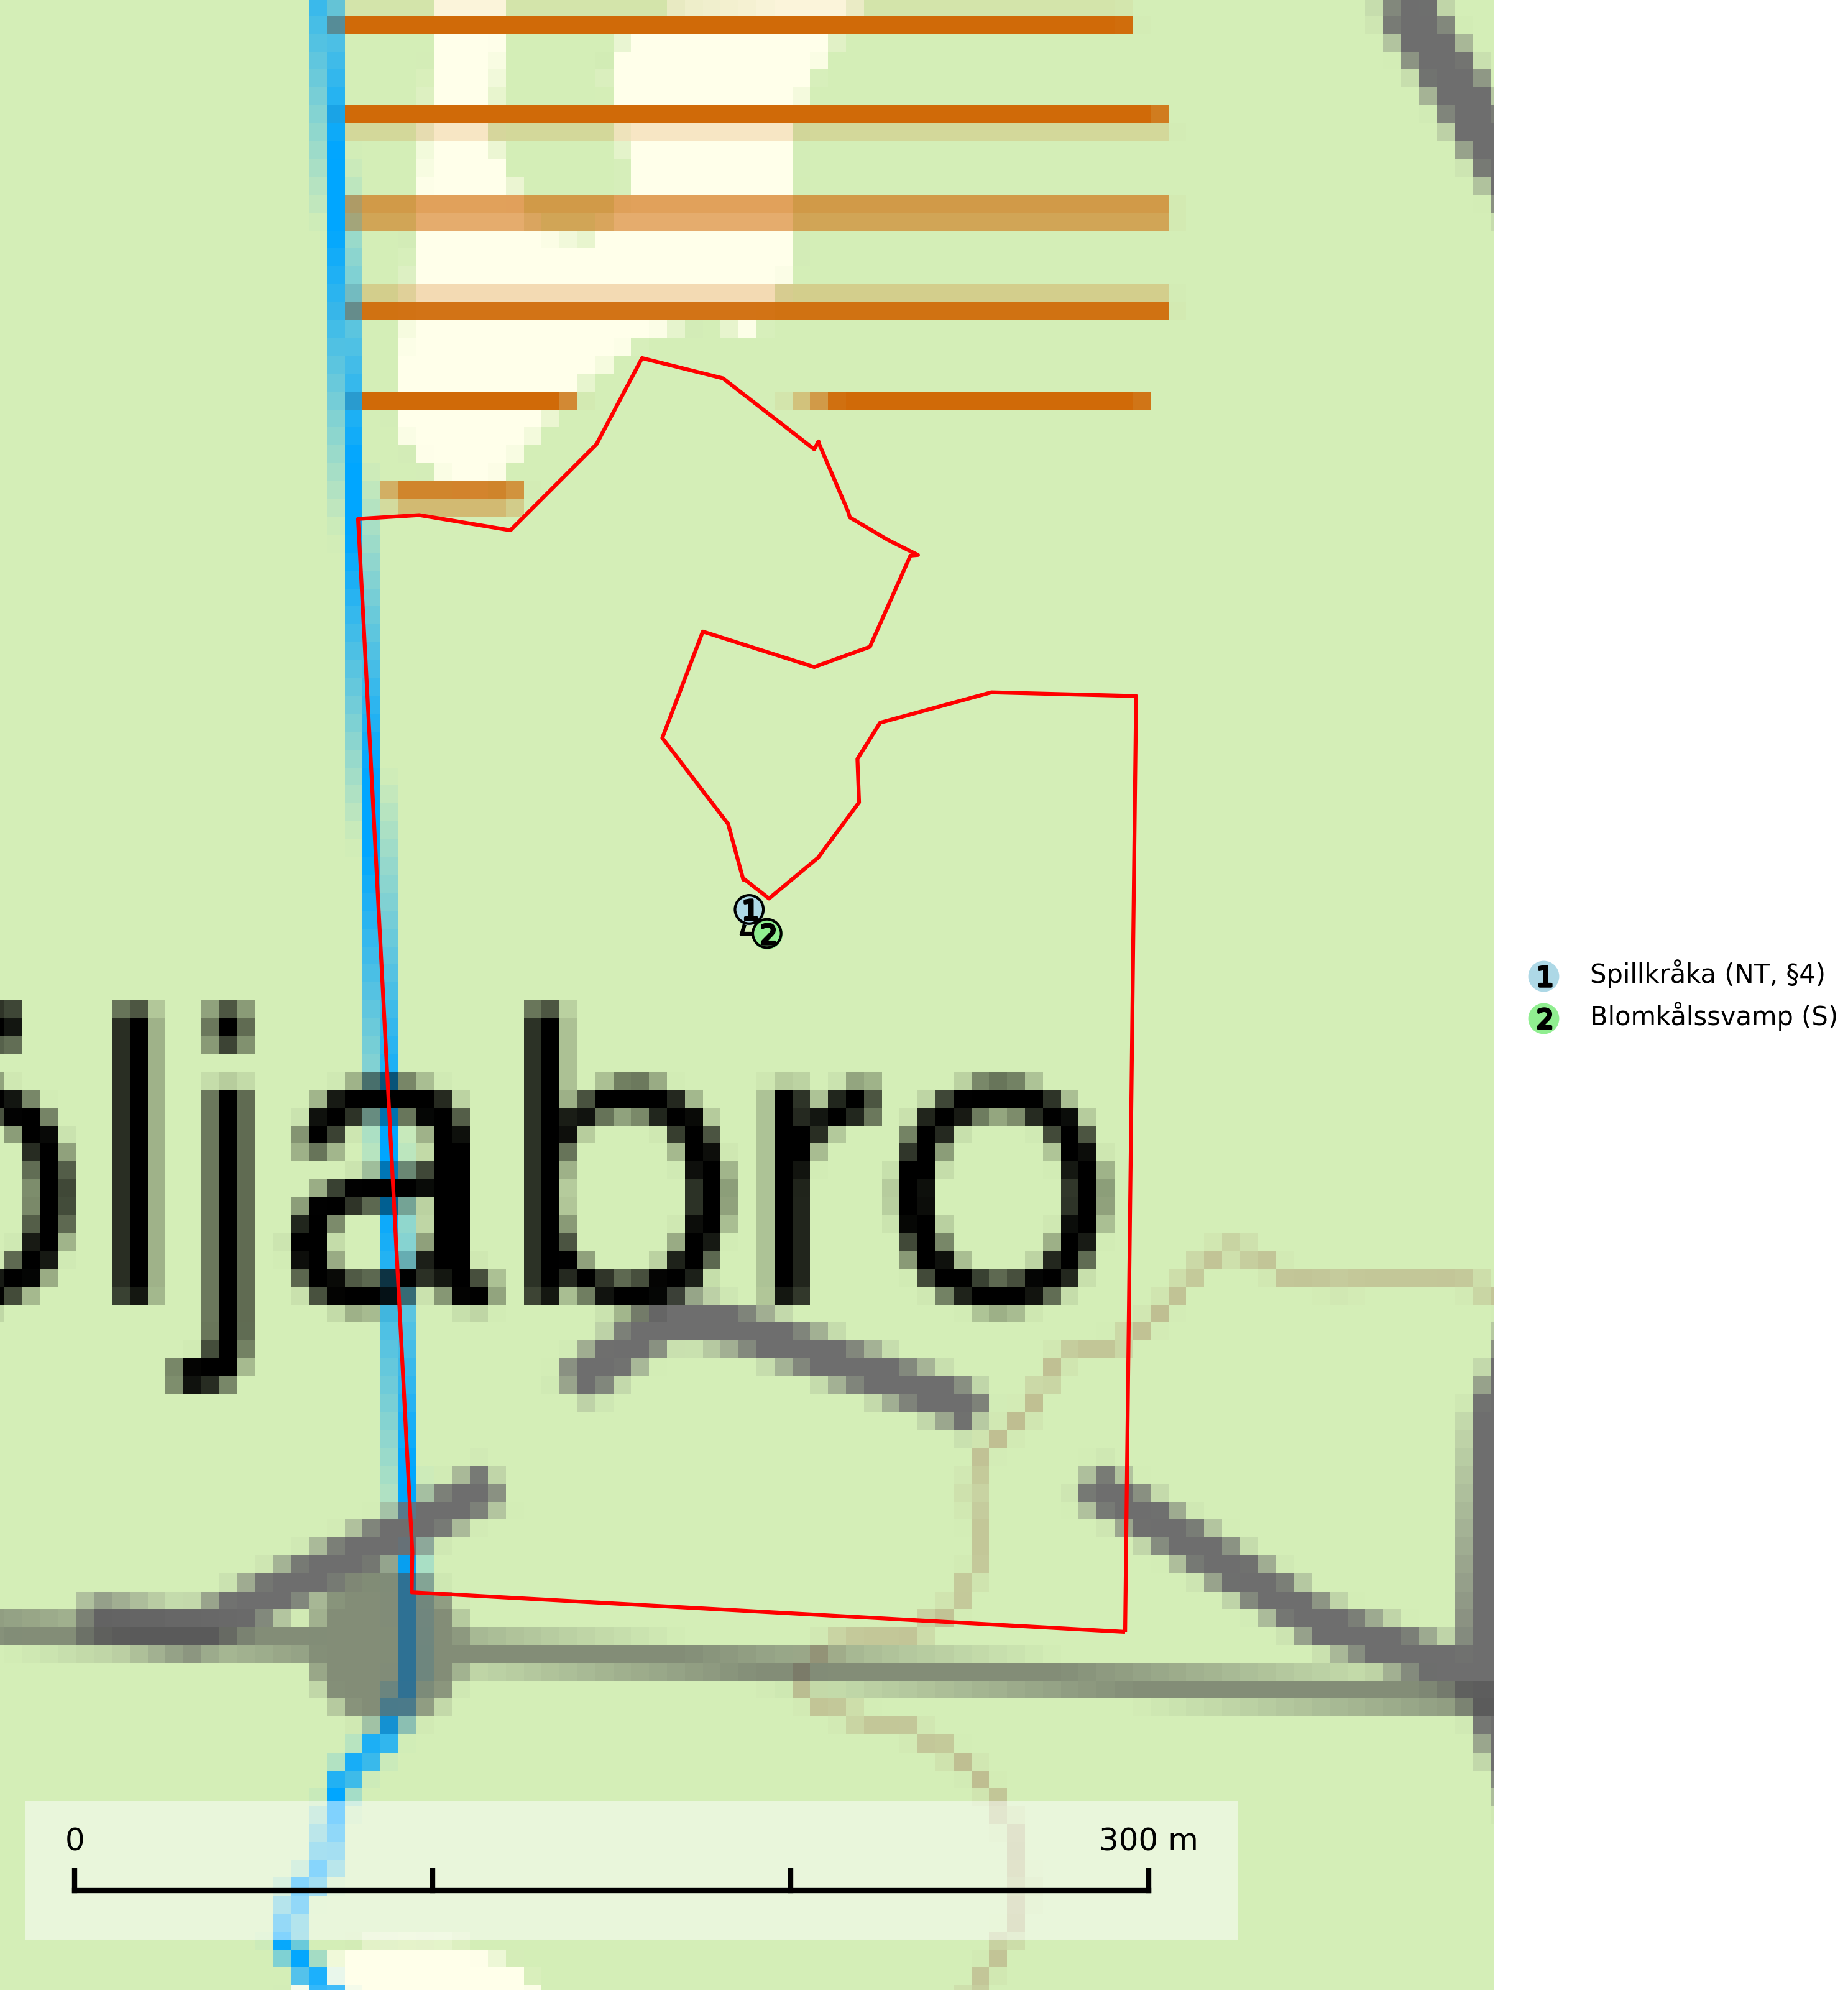 1
2
1 Spillkråka (NT, §4)
2 Blomkålssvamp (S)
ljabro
0 300 m